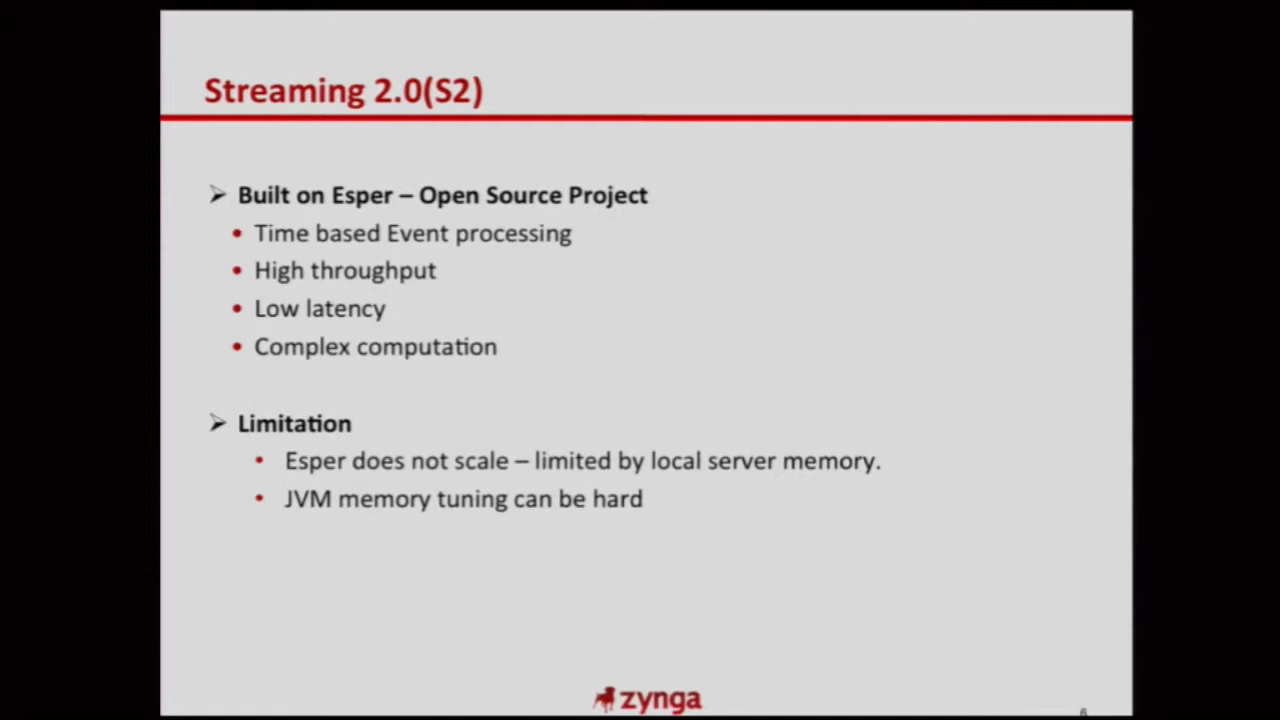 Streaming 2.0(S2)
➢ Built on Esper – Open Source Project
• Time based Event processing
• High throughput
• Low latency
• Complex computation
➢ Limitation
• Esper does not scale – limited by local server memory.
• JVM memory tuning can be hard
zynga
6